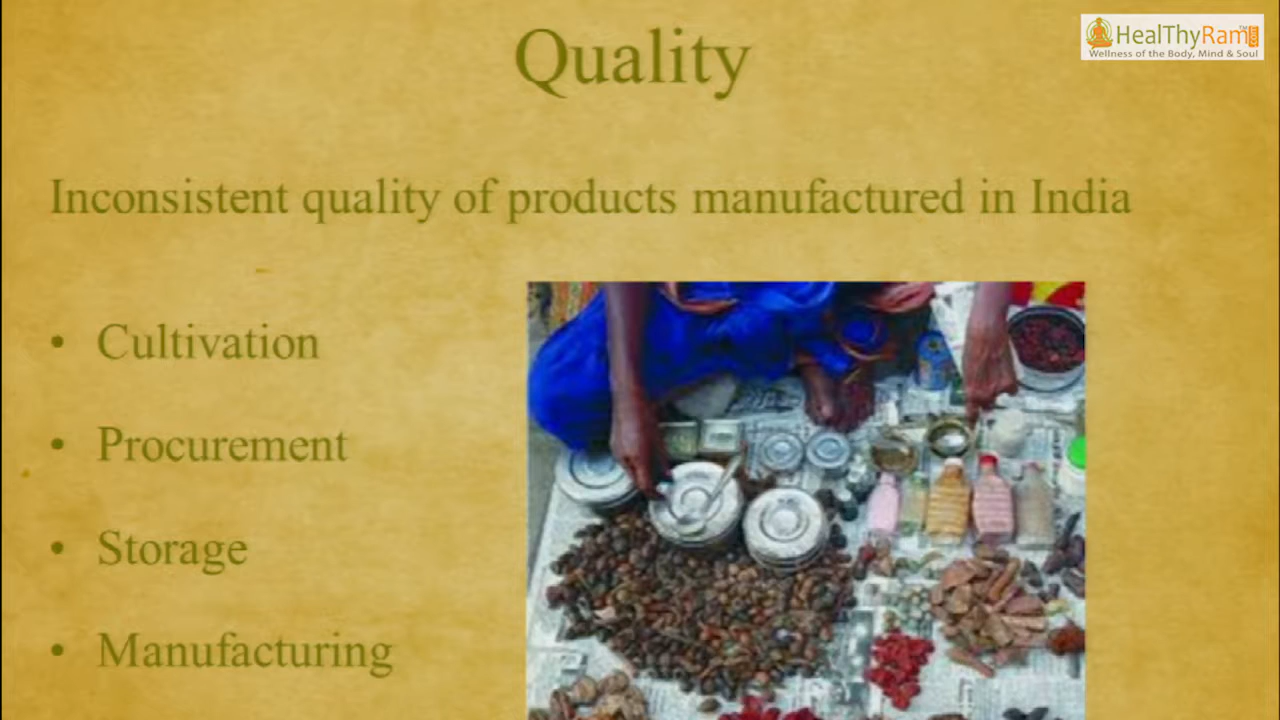 Quality
HealThyRam.com™
Wellness of the Body, Mind & Soul
Inconsistent quality of products manufactured in India
• Cultivation
• Procurement
• Storage
• Manufacturing